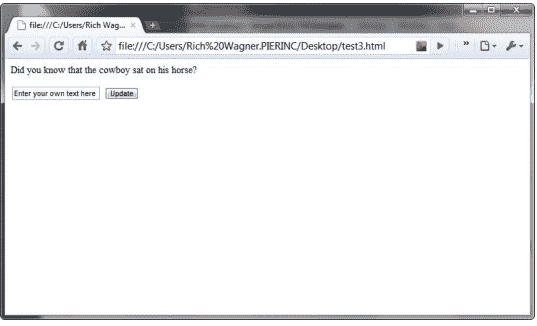 file:///C:/Users/Rich Wag...
file:///C:/Users/Rich%20Wagner.PIERINC/Desktop/test3.html
Did you know that the cowboy sat on his horse?
Enter your own text here Update